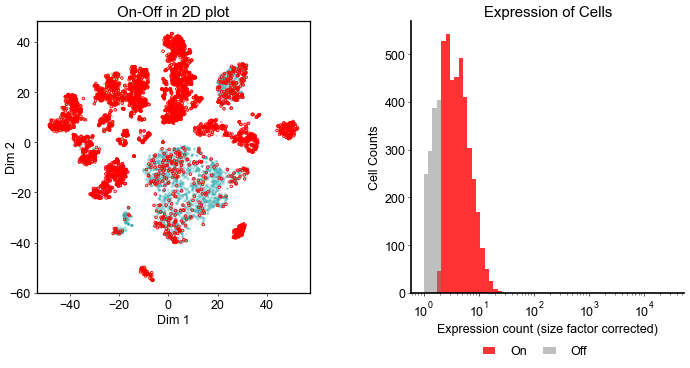 On-Off in 2D plot
40
20
0
−20
−40
−60
Dim 2
−40 −20 0 20 40
Dim 1
Expression of Cells
500
400
300
200
100
0
Cell Counts
10⁰ 10¹ 10² 10³ 10⁴
Expression count (size factor corrected)
On Off